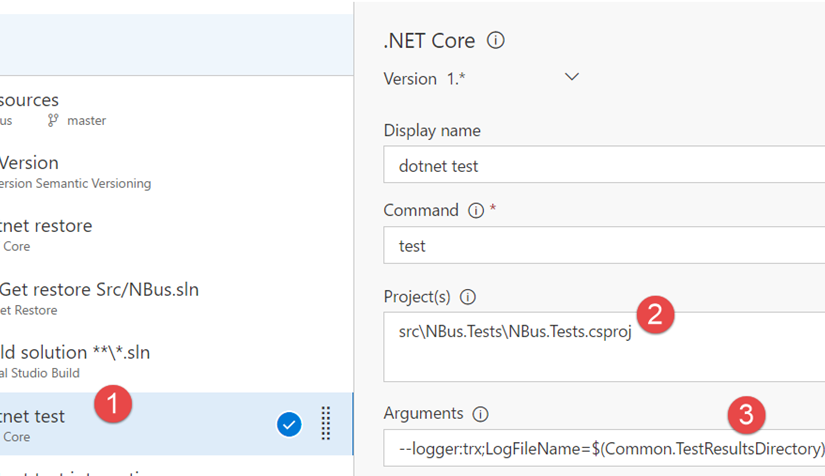 sources
us master
Version
ersion Semantic Versioning
tnet restore
Core
Get restore Src/NBus.sln
et Restore
ld solution **\*.sln
al Studio Build
1
tnet test
Core
.NET Core
Version 1.*
Display name
dotnet test
Command *
test
Project(s)
2
src\NBus.Tests\NBus.Tests.csproj
Arguments
3
--logger:trx;LogFileName=$(Common.TestResultsDirectory)